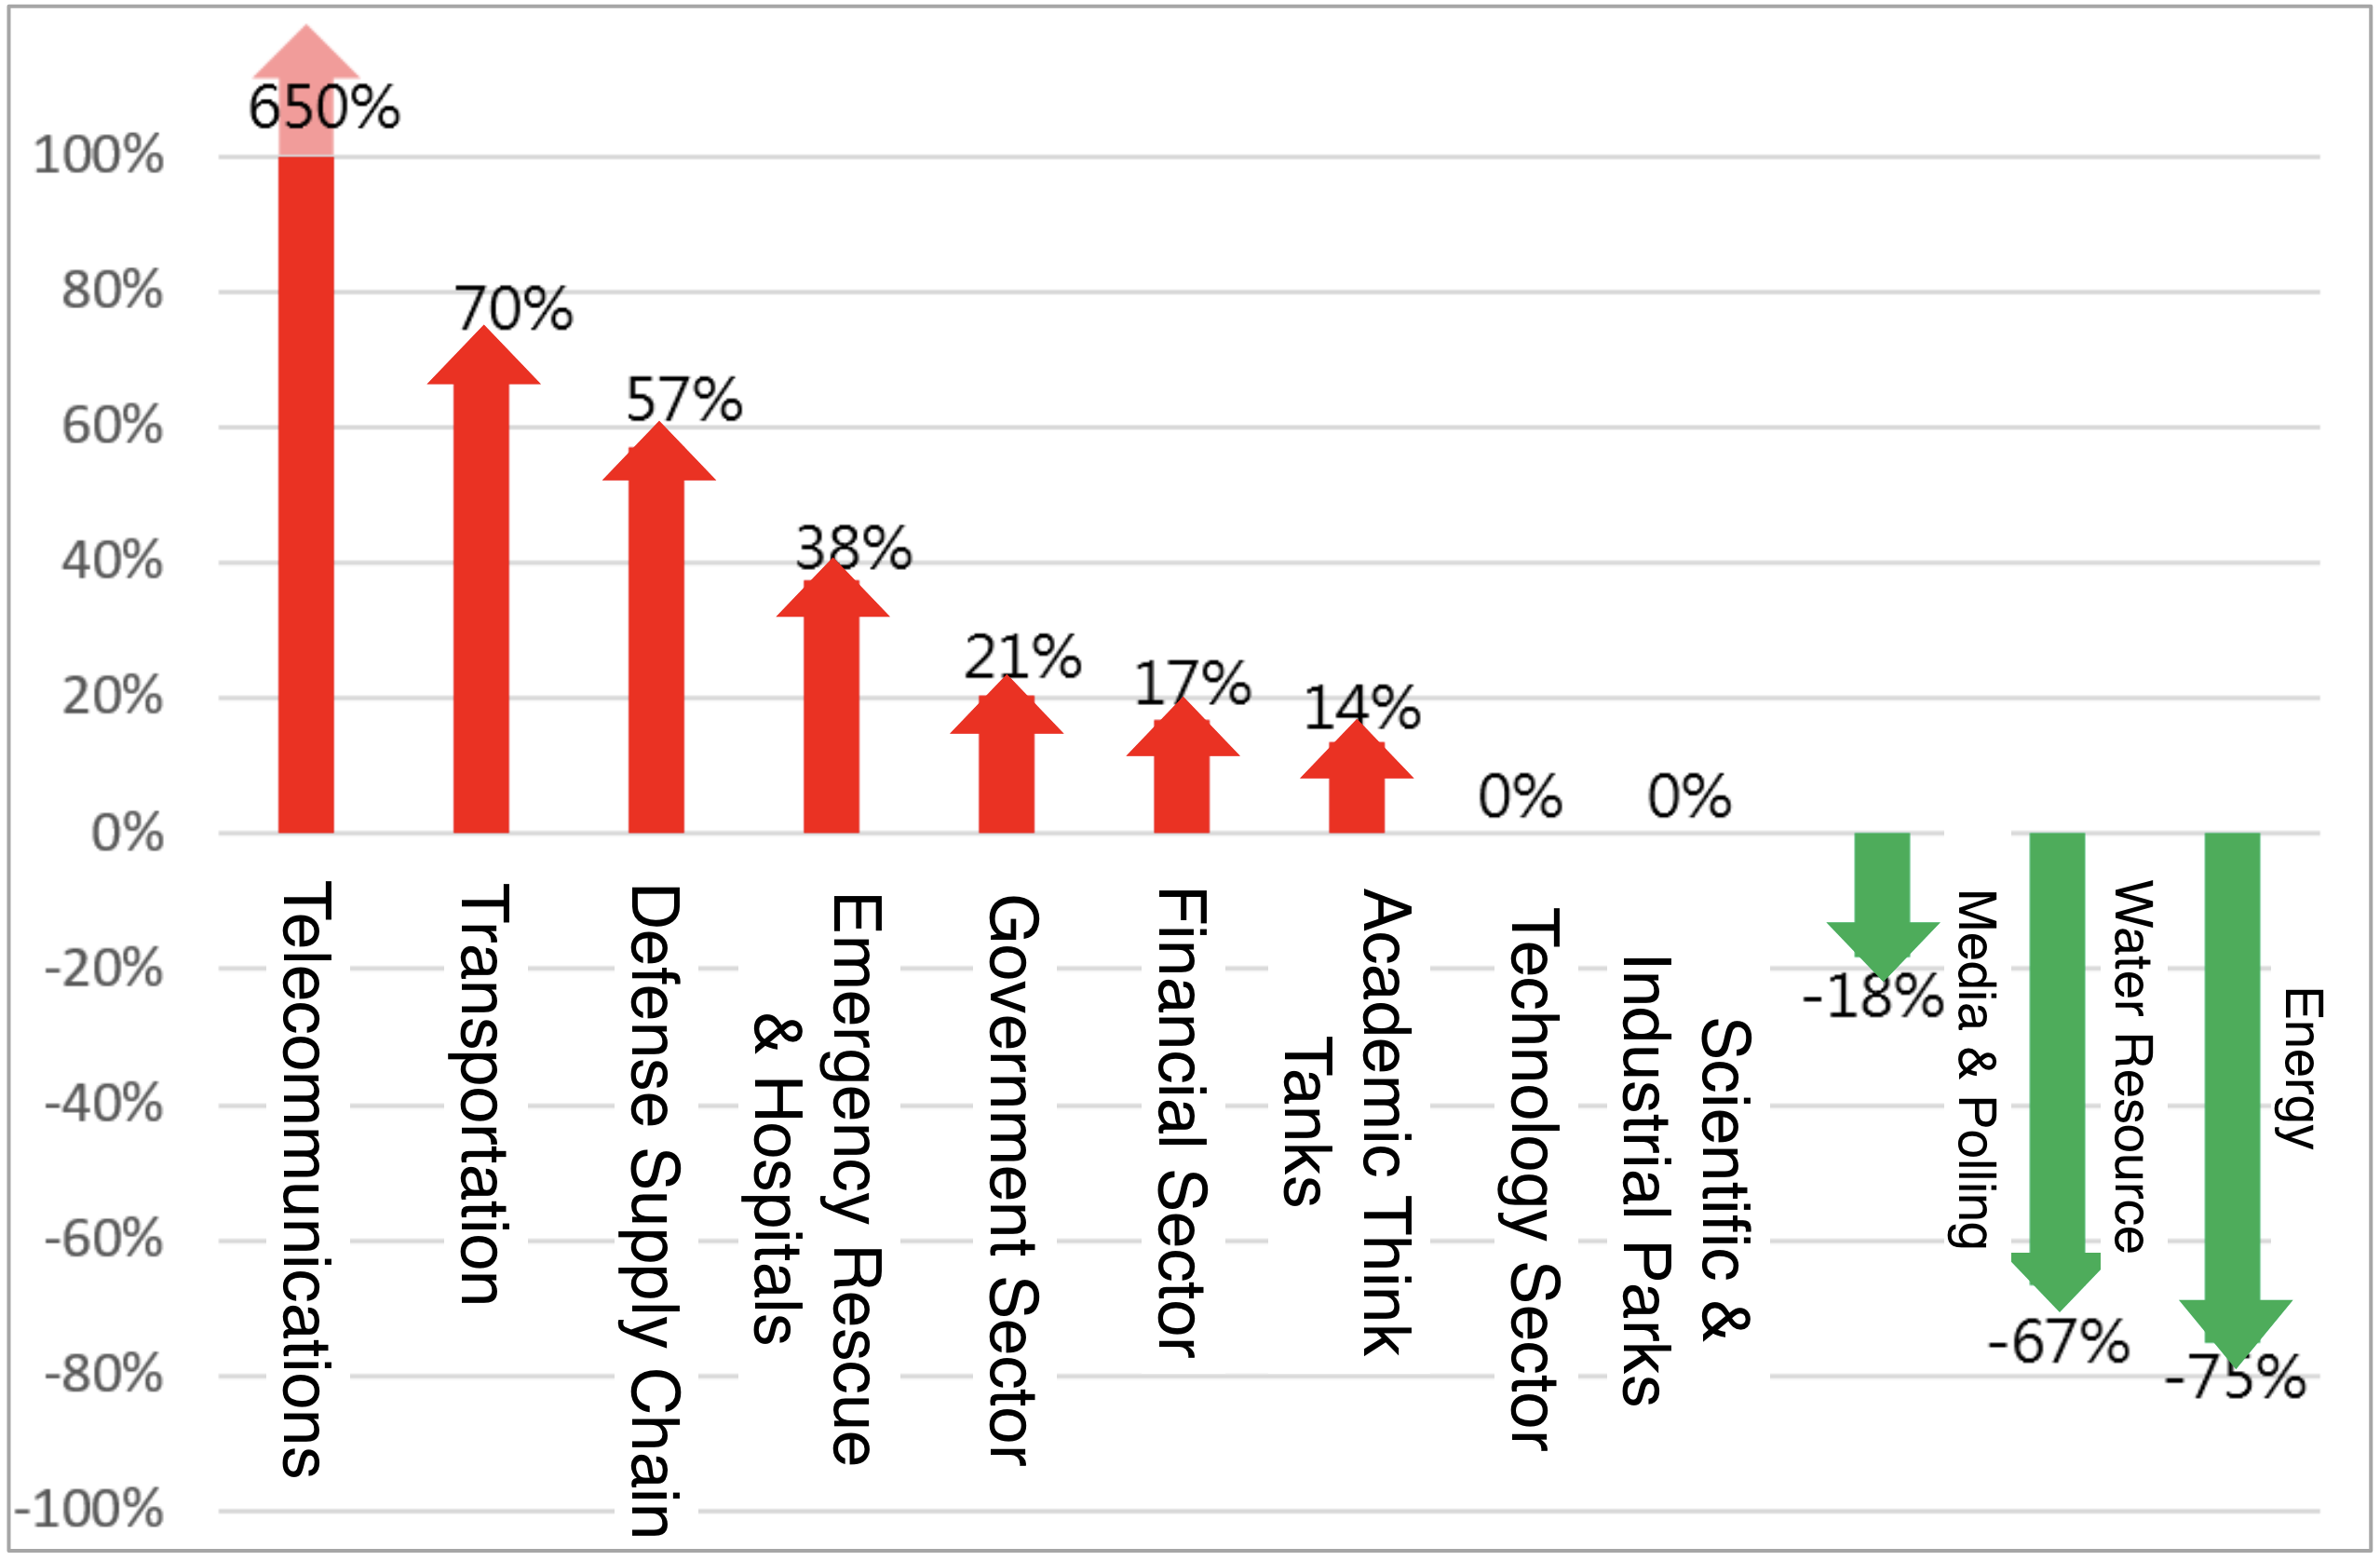 650%
100%
80%
70%
60%
57%
40%
38%
20%
21%
17%
14%
0%
0%
0%
-20%
-40%
-60%
-80%
-100%
-18%
-67%
-75%
Telecommunications
Transportation
Defense Supply Chain
Emergency Rescue
& Hospitals
Government Sector
Financial Sector
Academic Think
Tanks
Technology Sector
Scientific &
Industrial Parks
Media & Polling
Water Resource
Energy